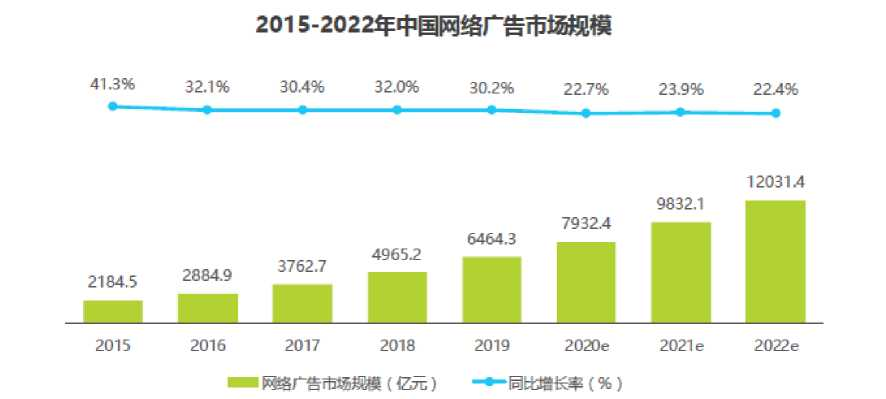 2015-2022年中国网络广告市场规模
41.3% 32.1% 30.4% 32.0% 30.2% 22.7% 23.9% 22.4%
2184.5 2884.9 3762.7 4965.2 6464.3 7932.4 9832.1 12031.4
2015 2016 2017 2018 2019 2020e 2021e 2022e
网络广告市场规模（亿元） 同比增长率（%）